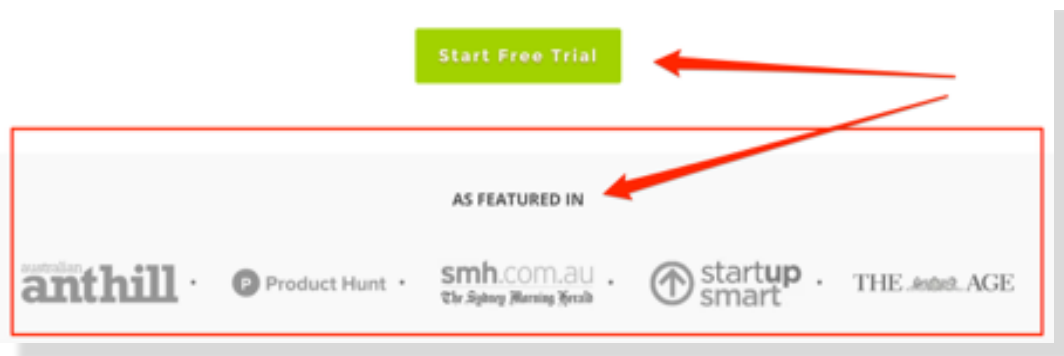 Start Free Trial
AS FEATURED IN
australian
anthill
P Product Hunt
smh.com.au
The Sydney Morning Herald
startup
smart
THE AGE